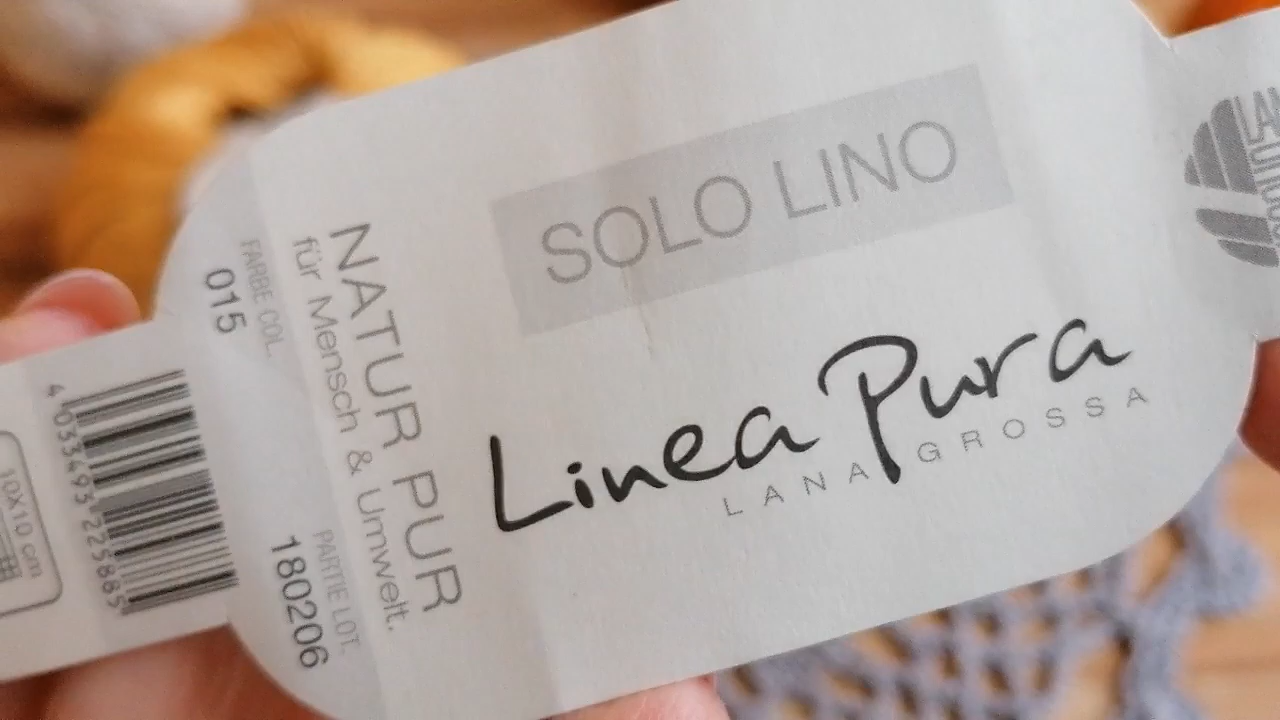 SOLO LINO
Linea Pura
LANA GROSSA
NATUR PUR
für Mensch & Umwelt.
FARBE COL.
015
PARTIE LOT.
180206
4 033493 225885
10X10 cm